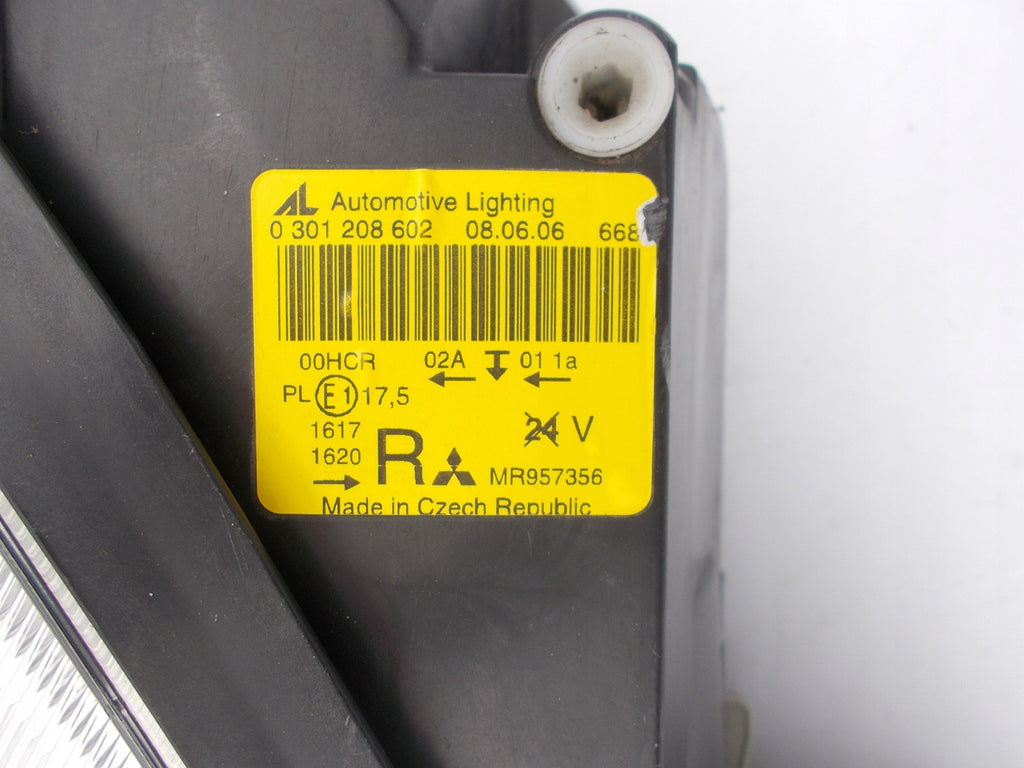 AL Automotive Lighting
0 301 208 602 08.06.06 668
00HCR 02A 01 1a
PL E1 17,5
1617
1620
R
24 V
MR957356
Made in Czech Republic